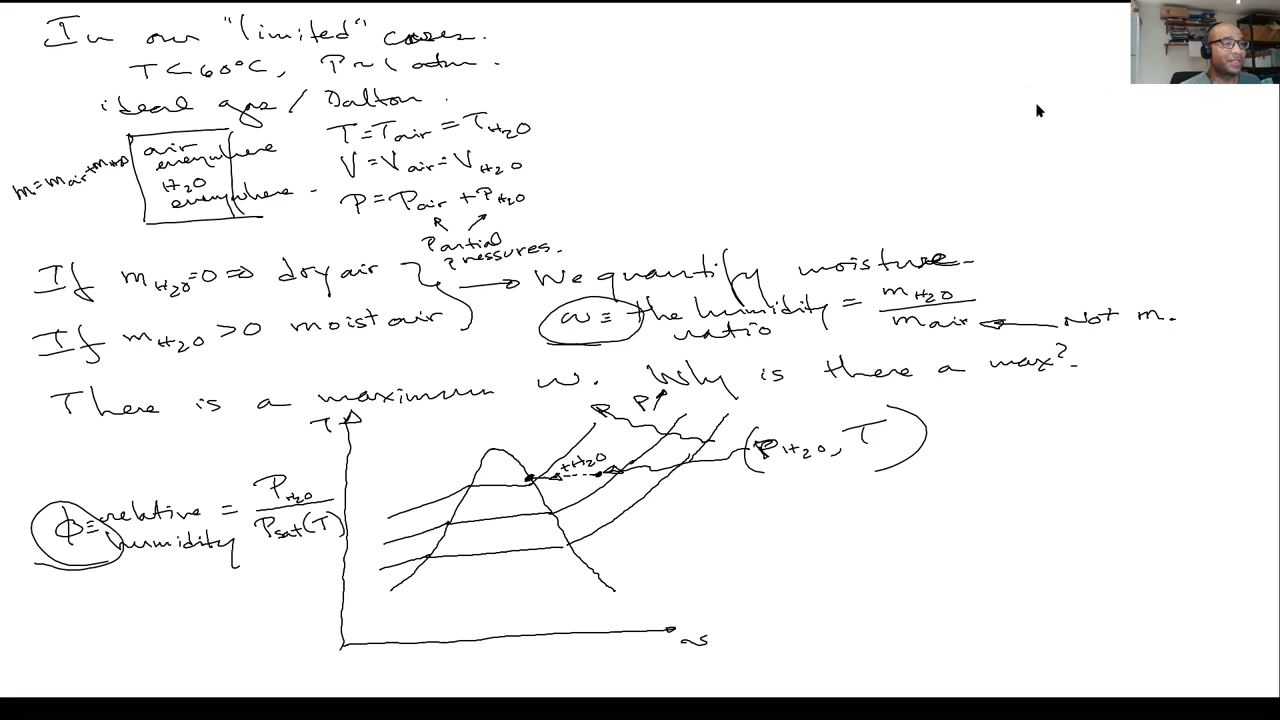 In our "limited" cases.
T < 60°C, P ~ 1 atm.
ideal gas / Dalton.
m = mair + mH2O
air everywhere
H2O everywhere
T = Tair = TH2O
V = Vair = VH2O
P = Pair + PH2O
Partial pressures.
If mH2O = 0 ⇒ dry air
If mH2O > 0 moist air
→ We quantify moisture
ω ≡ the humidity ratio = mH2O / mair ← Not m.
There is a maximum ω. Why is there a max?
T
P
+H2O
(PH2O, T)
ϕ ≡ relative humidity = PH2O / Psat(T)